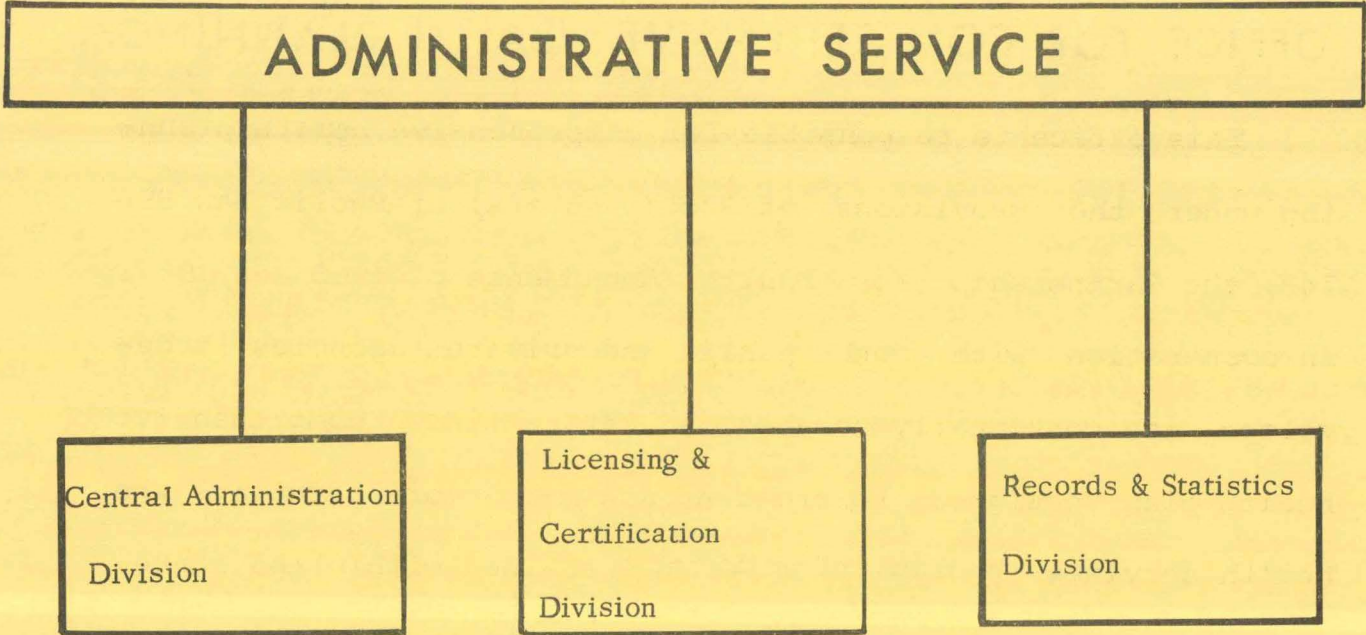 ADMINISTRATIVE SERVICE
Central Administration
Division
Licensing &
Certification
Division
Records & Statistics
Division